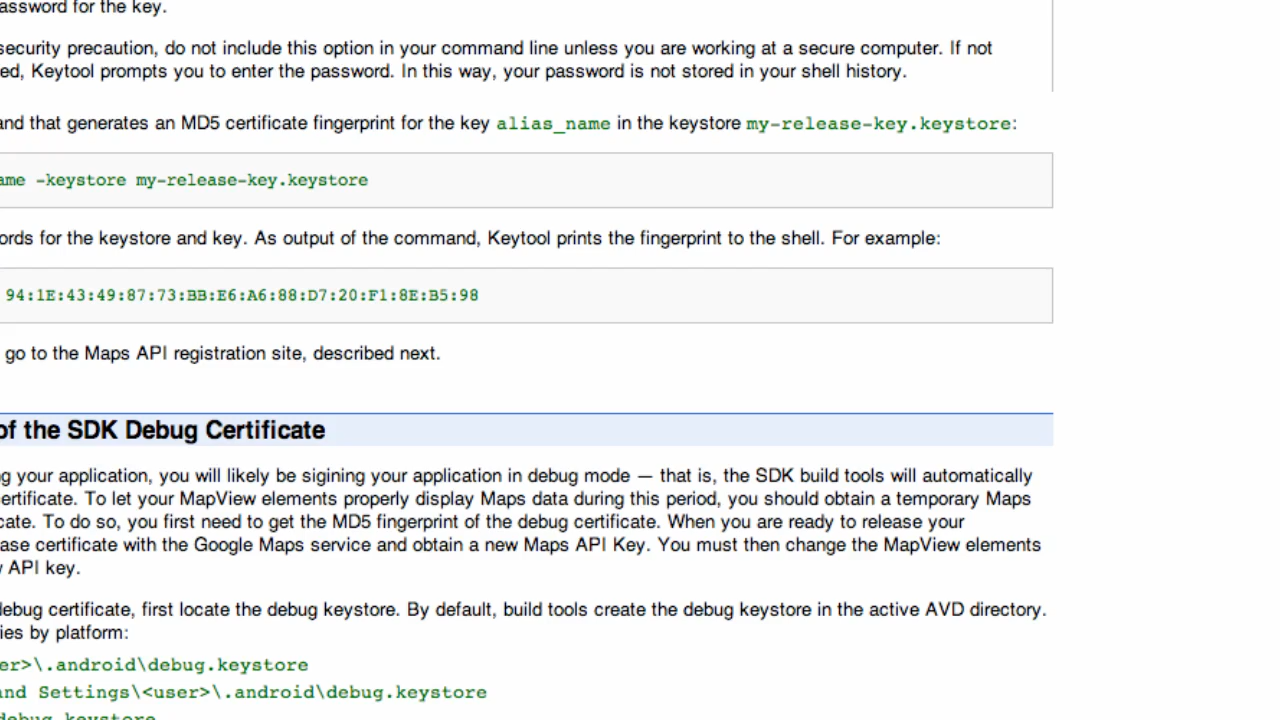 assword for the key.
security precaution, do not include this option in your command line unless you are working at a secure computer. If not
ed, Keytool prompts you to enter the password. In this way, your password is not stored in your shell history.
and that generates an MD5 certificate fingerprint for the key alias_name in the keystore my-release-key.keystore:
ame -keystore my-release-key.keystore
ords for the keystore and key. As output of the command, Keytool prints the fingerprint to the shell. For example:
94:1E:43:49:87:73:BB:E6:A6:88:D7:20:F1:8E:B5:98
go to the Maps API registration site, described next.
of the SDK Debug Certificate
ng your application, you will likely be sigining your application in debug mode — that is, the SDK build tools will automatically
ertificate. To let your MapView elements properly display Maps data during this period, you should obtain a temporary Maps
cate. To do so, you first need to get the MD5 fingerprint of the debug certificate. When you are ready to release your
ase certificate with the Google Maps service and obtain a new Maps API Key. You must then change the MapView elements
v API key.
debug certificate, first locate the debug keystore. By default, build tools create the debug keystore in the active AVD directory.
ies by platform:
er>\.android\debug.keystore
and Settings\<user>\.android\debug.keystore
debug.keystore